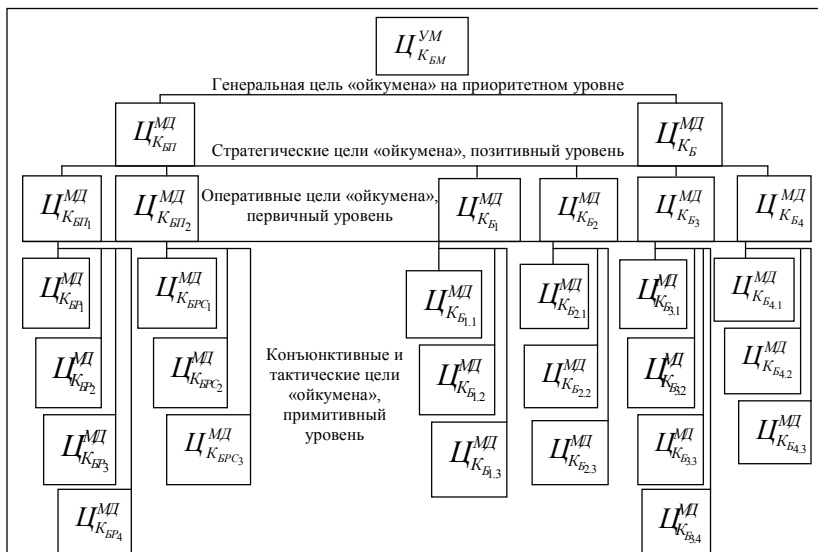 Ц^{УМ}_{К_{БМ}}
Генеральная цель «ойкумена» на приоритетном уровне
Ц^{МД}_{К_{БП}}
Ц^{МД}_{К_Б}
Стратегические цели «ойкумена», позитивный уровень
Ц^{МД}_{К_{БП_1}}
Ц^{МД}_{К_{БП_2}}
Оперативные цели «ойкумена»,
первичный уровень
Ц^{МД}_{К_{Б_1}}
Ц^{МД}_{К_{Б_2}}
Ц^{МД}_{К_{Б_3}}
Ц^{МД}_{К_{Б_4}}
Ц^{МД}_{К_{БР_1}}
Ц^{МД}_{К_{БР_2}}
Ц^{МД}_{К_{БР_3}}
Ц^{МД}_{К_{БР_4}}
Ц^{МД}_{К_{БРС_1}}
Ц^{МД}_{К_{БРС_2}}
Ц^{МД}_{К_{БРС_3}}
Конъюнктивные и
тактические цели
«ойкумена»,
примитивный
уровень
Ц^{МД}_{К_{Б_{1.1}}}
Ц^{МД}_{К_{Б_{1.2}}}
Ц^{МД}_{К_{Б_{1.3}}}
Ц^{МД}_{К_{Б_{2.1}}}
Ц^{МД}_{К_{Б_{2.2}}}
Ц^{МД}_{К_{Б_{2.3}}}
Ц^{МД}_{К_{Б_{3.1}}}
Ц^{МД}_{К_{Б_{3.2}}}
Ц^{МД}_{К_{Б_{3.3}}}
Ц^{МД}_{К_{Б_{3.4}}}
Ц^{МД}_{К_{Б_{4.1}}}
Ц^{МД}_{К_{Б_{4.2}}}
Ц^{МД}_{К_{Б_{4.3}}}